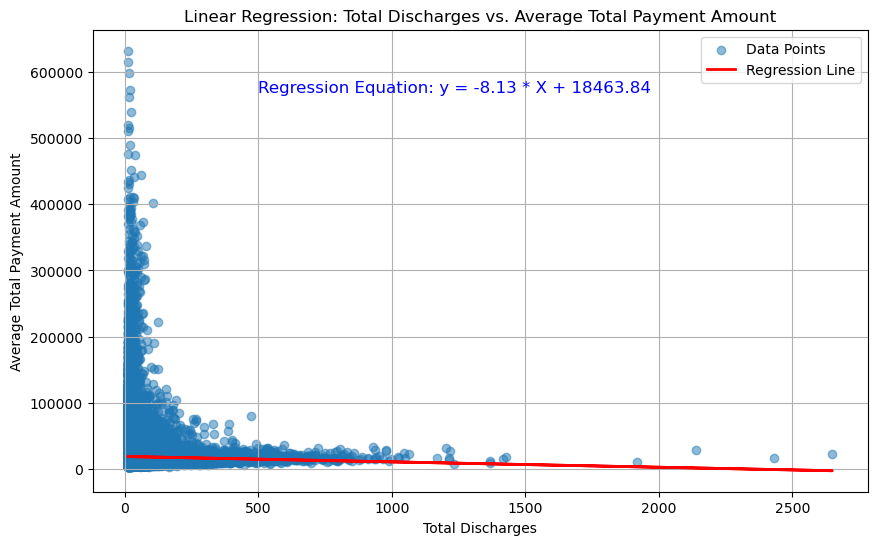 Linear Regression: Total Discharges vs. Average Total Payment Amount
Data Points
Regression Line
Regression Equation: y = -8.13 * X + 18463.84
Average Total Payment Amount
600000
500000
400000
300000
200000
100000
0
0 500 1000 1500 2000 2500
Total Discharges